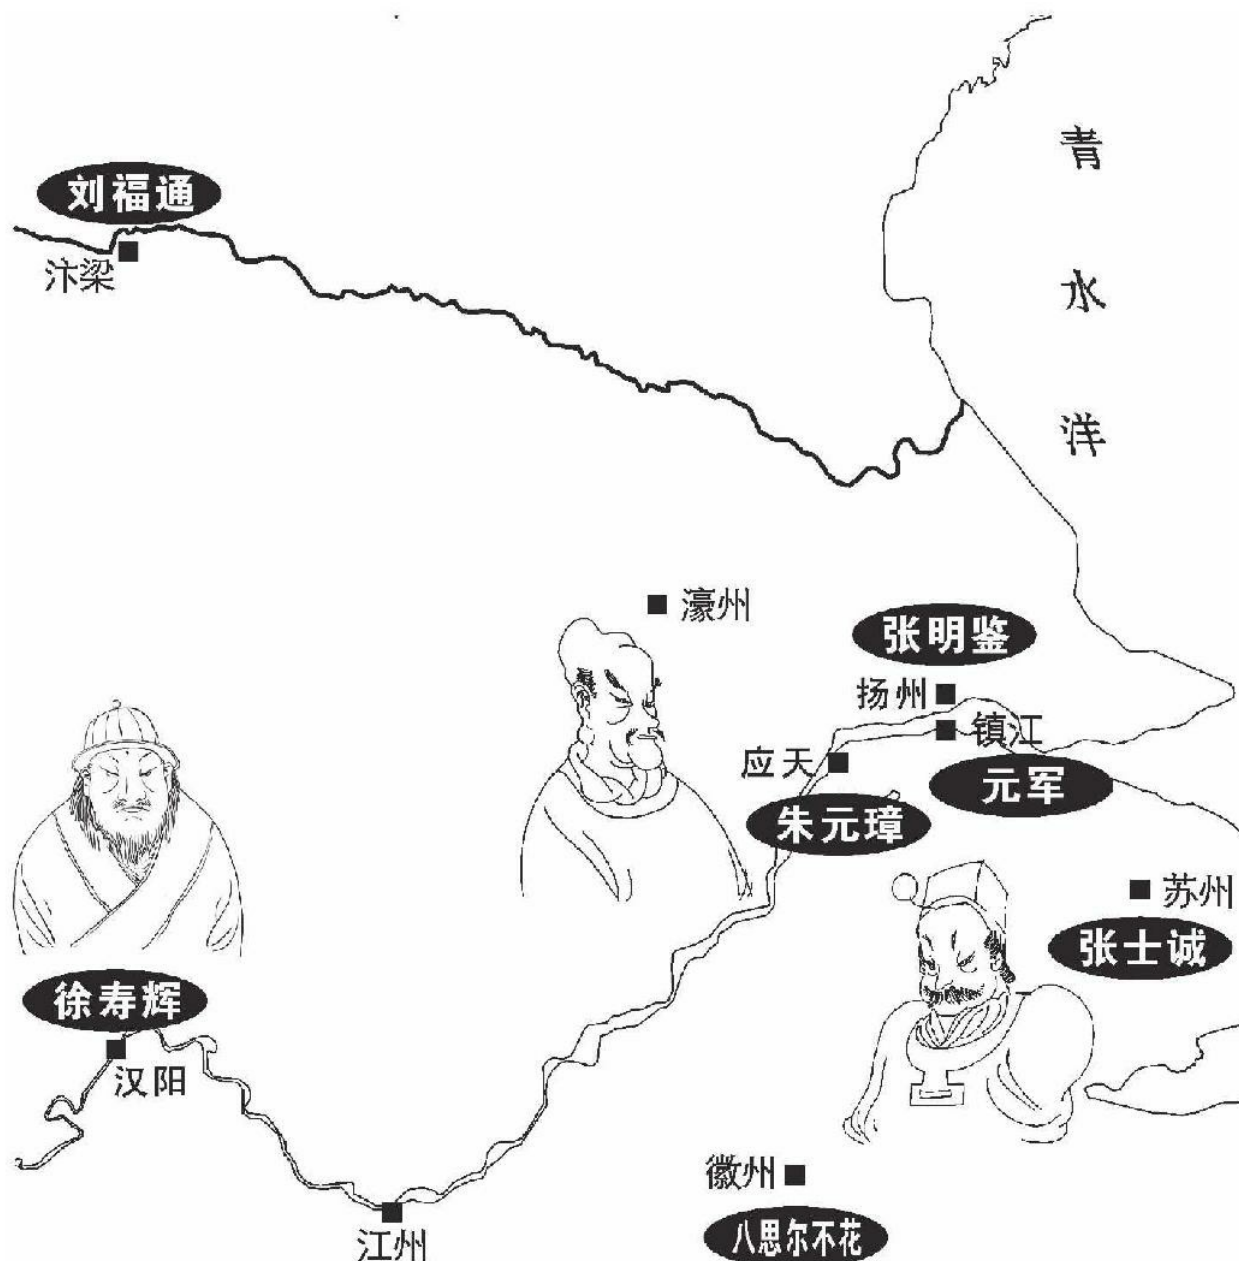 青水洋
刘福通
汴梁
濠州
张明鉴
扬州
镇江
应天
元军
朱元璋
苏州
张士诚
徐寿辉
汉阳
徽州
八思尔不花
江州